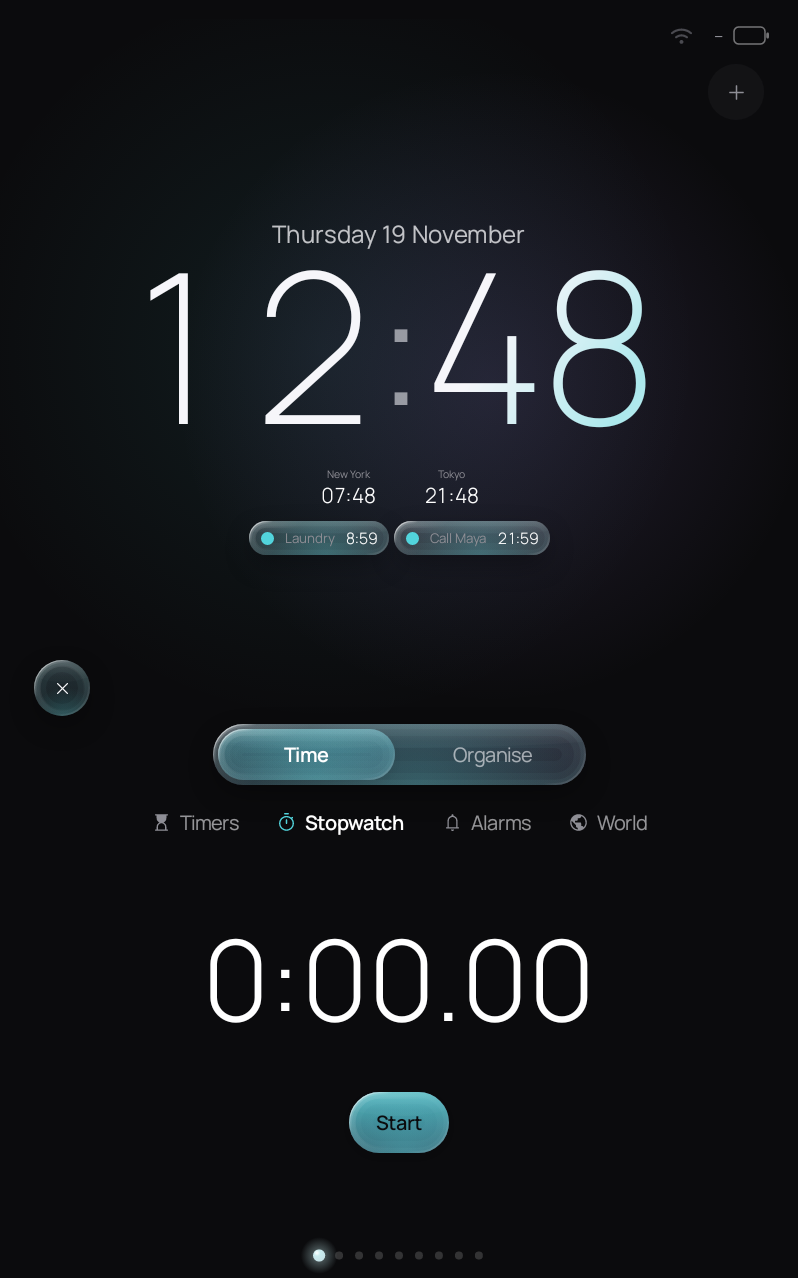 Thursday 19 November
12:48
New York Tokyo
07:48 21:48
Laundry 8:59 Call Maya 21:59
Time Organise
Timers Stopwatch Alarms World
0:00.00
Start